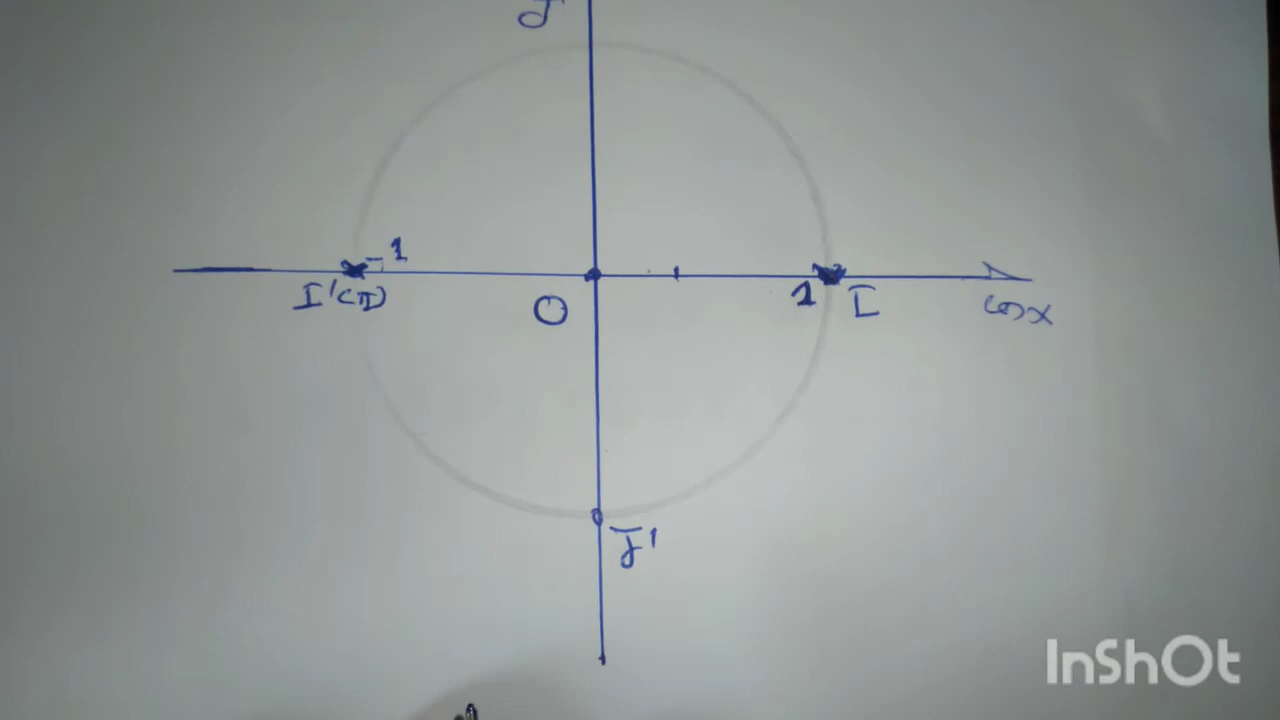 J
-1
I'(π)
O
1 I
cos x
J'
InShOt